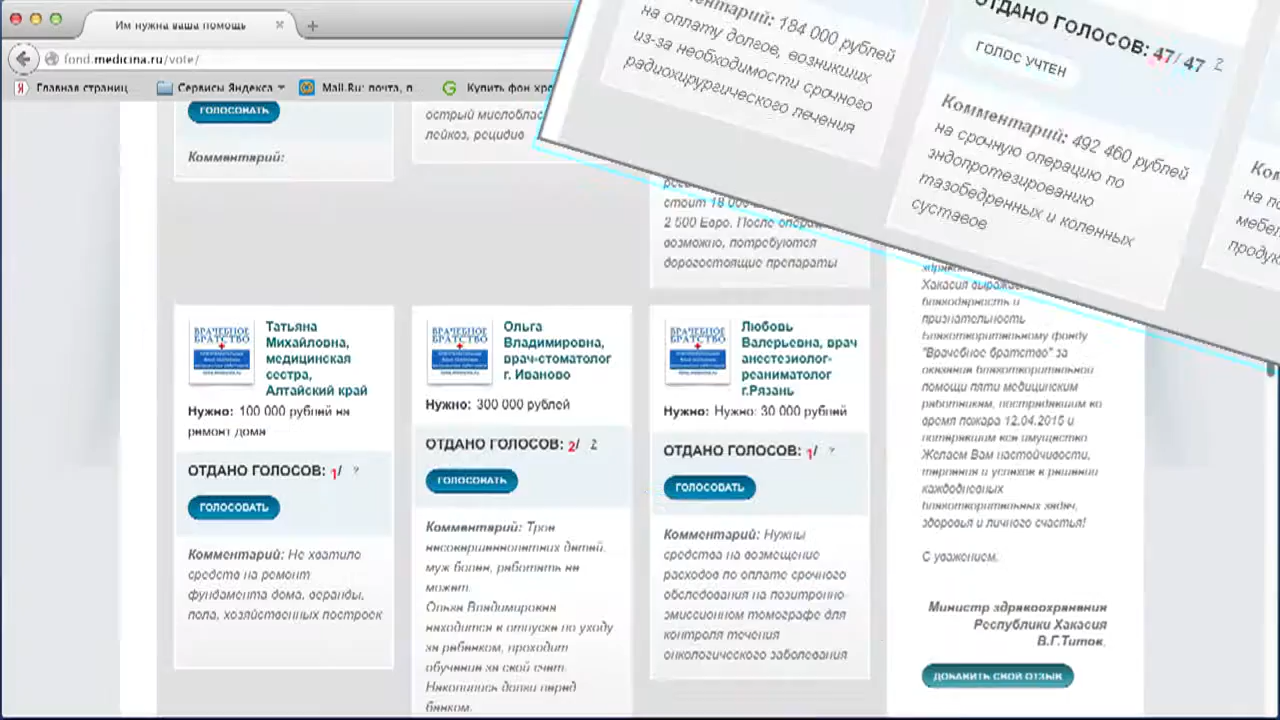 Им нужна ваша помощь
fond.medicina.ru/vote/
Главная страниц...
Сервисы Яндекса
Mail.Ru: почта, п...
Купить фон хро
ГОЛОСОВАТЬ
Комментарий:
острый
лейкоз, рецидив
стоит 18 000
2 500 Евро. После
возможно, потребуются
дорогостоящие препараты
184 000 рублей
на оплату долгов, возникших
из-за необходимости срочного
радиохирургического лечения
ОТДАНО ГОЛОСОВ: 47/ 47
ГОЛОС УЧТЕН
Комментарий: 492 460 рублей
на срочную операцию по
эндопротезированию
тазобедренных и коленных
суставов
ВРАЧЕБНОЕ
БРАТСТВО
Татьяна
Михайловна,
медицинская
сестра,
Алтайский край
Нужно: 100 000 рублей на
ремонт дома
ОТДАНО ГОЛОСОВ: 1/
ГОЛОСОВАТЬ
Комментарий: Не хватило
средств на ремонт
фундамента дома, веранды,
пола, хозяйственных построек
ВРАЧЕБНОЕ
БРАТСТВО
Ольга
Владимировна,
врач-стоматолог
г. Иваново
Нужно: 300 000 рублей
ОТДАНО ГОЛОСОВ: 2/
ГОЛОСОВАТЬ
Комментарий: Трое
несовершеннолетних детей,
муж болен, работать не
может.
Ольга Владимировна
находится в отпуске по уходу
за ребенком, проходит
обучение за свой счет.
Накопились долги перед
банком.
ВРАЧЕБНОЕ
БРАТСТВО
Любовь
Валерьевна, врач
анестезиолог-
реаниматолог
г.Рязань
Нужно: Нужно: 30 000 рублей
ОТДАНО ГОЛОСОВ: 1/
ГОЛОСОВАТЬ
Комментарий: Нужны
средства на возмещение
расходов по оплате срочного
обследования на позитронно-
эмиссионном томографе для
контроля течения
онкологического заболевания
Хакасия выражает
благодарность и
признательность
Благотворительному фонду
"Врачебное братство" за
оказание благотворительной
помощи пяти медицинским
работникам, пострадавшим во
время пожара 12.04.2015 и
потерявшим все имущество
Желаем Вам настойчивости,
терпения и успехов в решении
каждодневных
благотворительных задач,
здоровья и личного счастья!
С уважением,
Министр здравоохранения
Республики Хакасия
В.Г.Титов.
ДОБАВИТЬ СВОЙ ОТЗЫВ